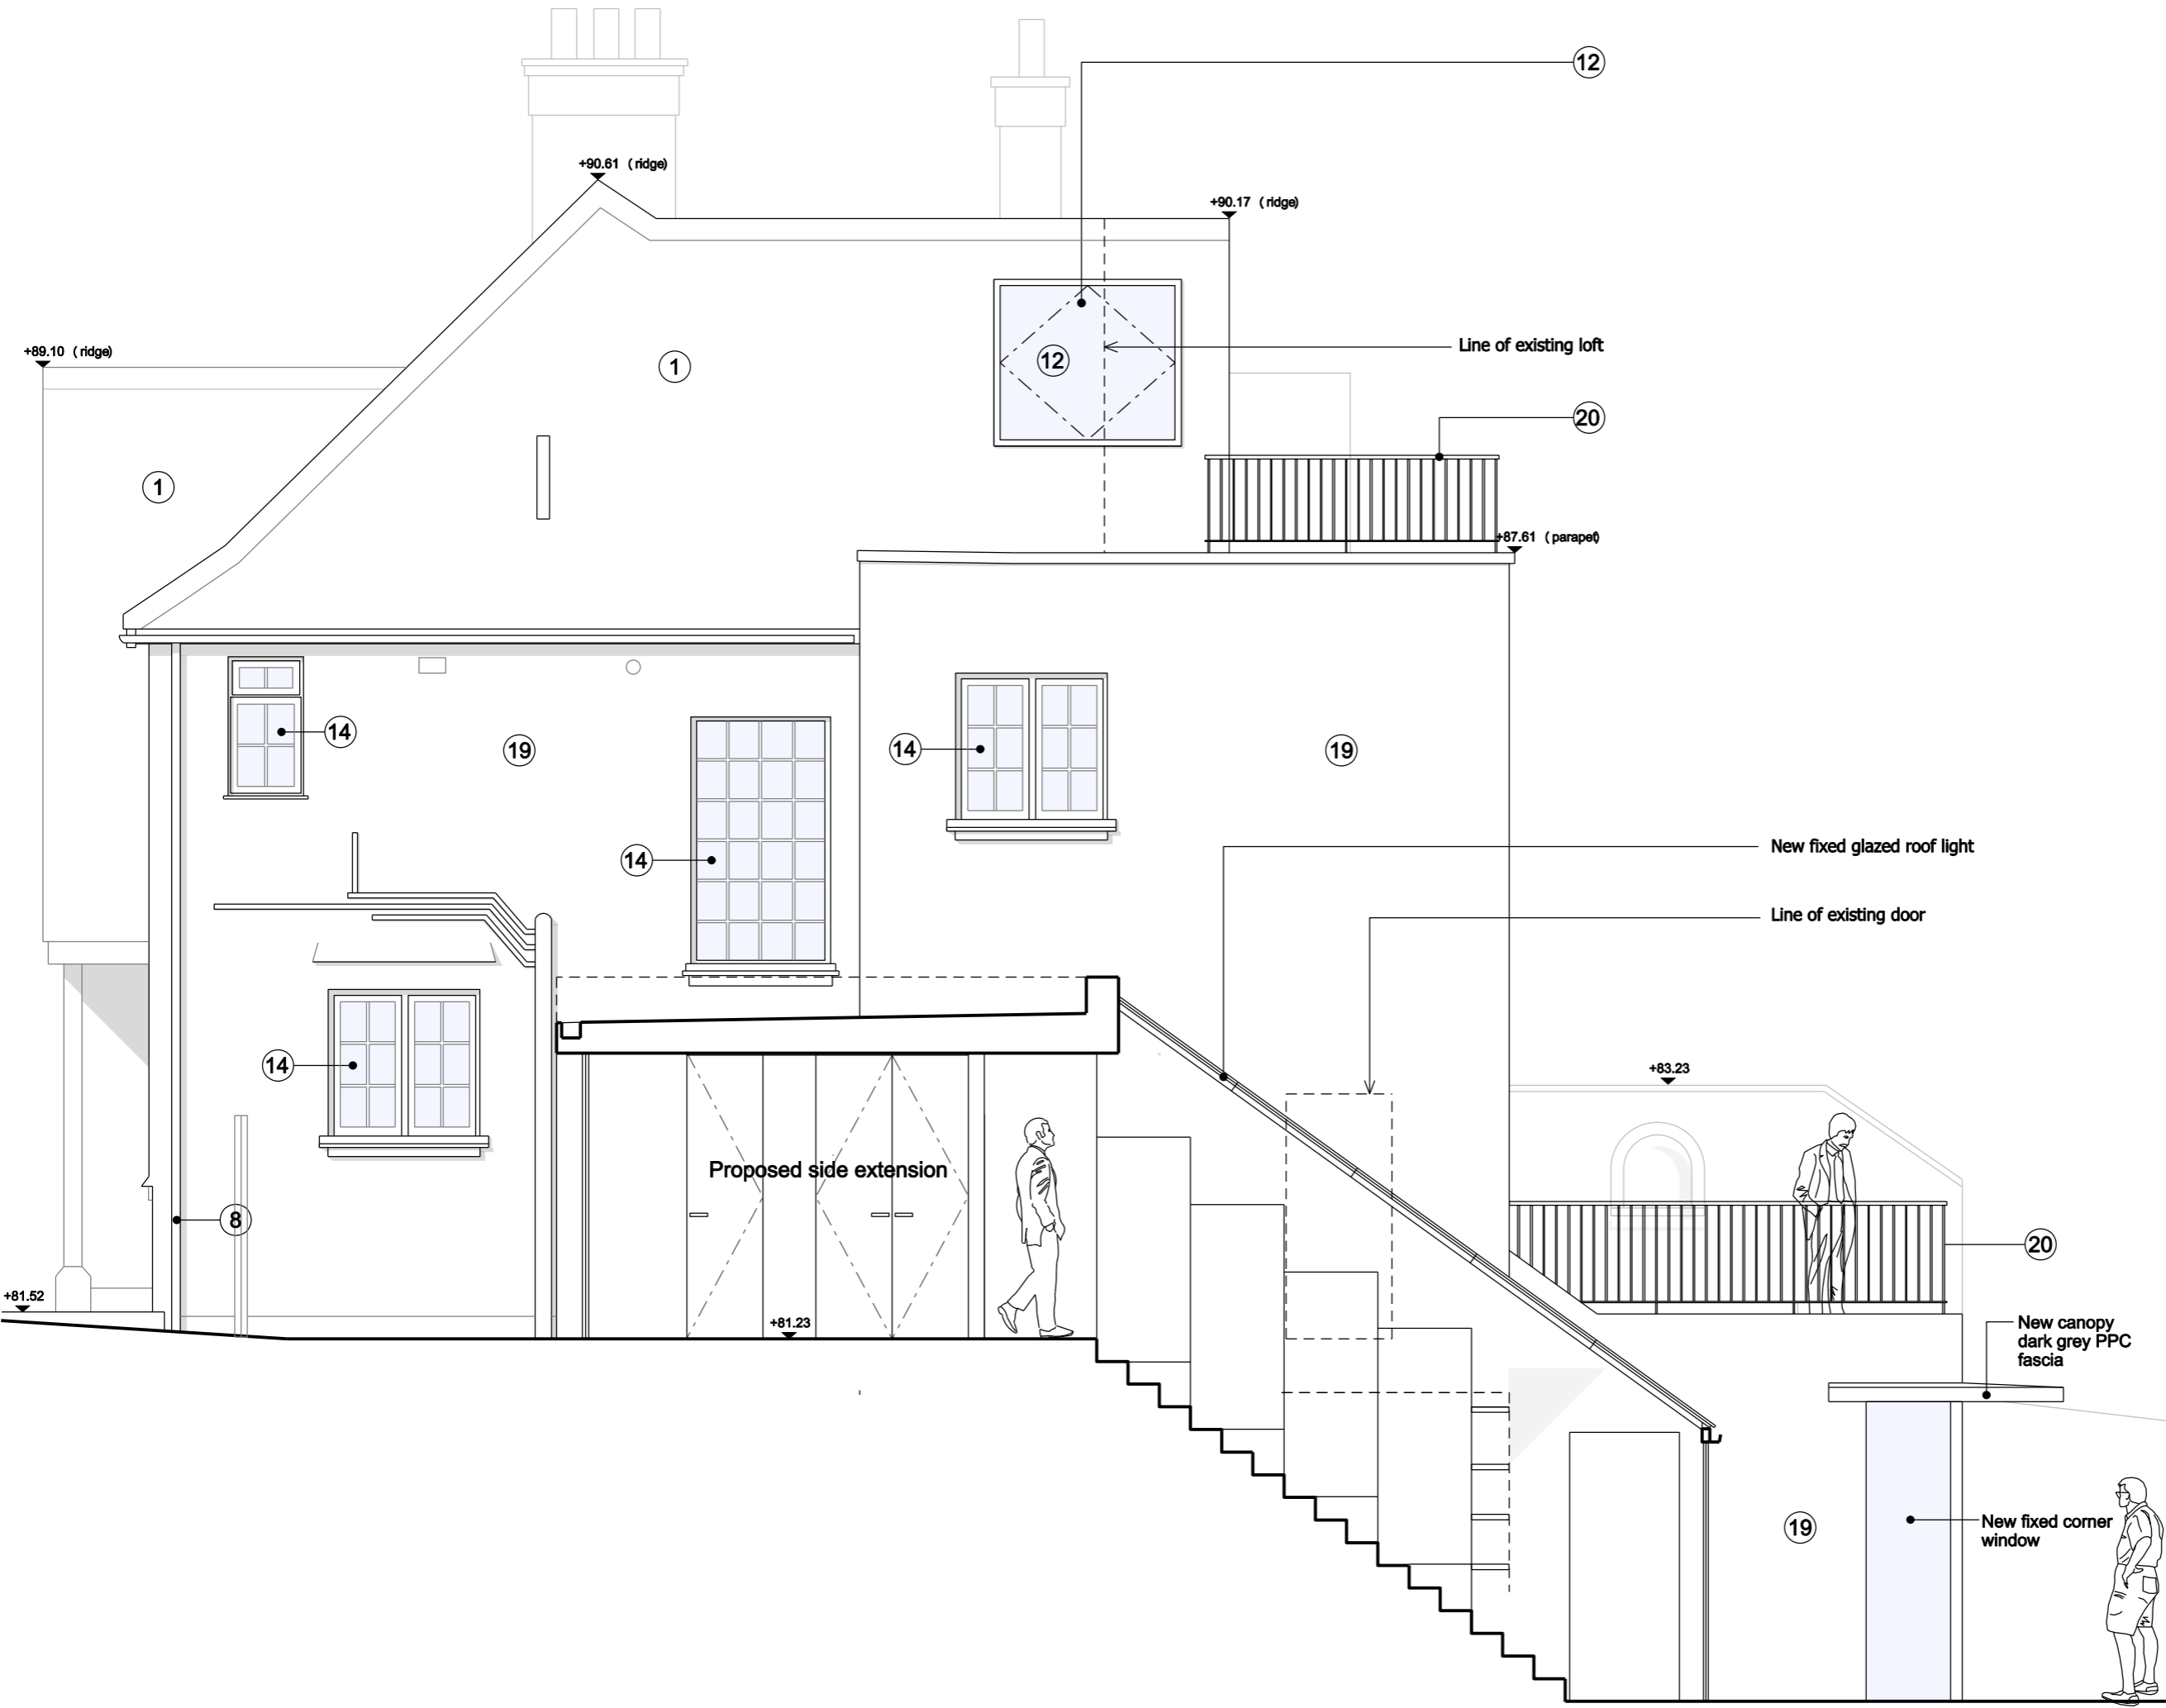 12
+90.61 ( ridge)
+90.17 ( ridge)
Line of existing loft
+89.10 ( ridge)
12
1
20
1
+87.61 ( parapet)
14
19
14
19
New fixed glazed roof light
14
Line of existing door
14
+83.23
Proposed side extension
8
20
+81.52
+81.23
New canopy
dark grey PPC
fascia
19
New fixed corner
window